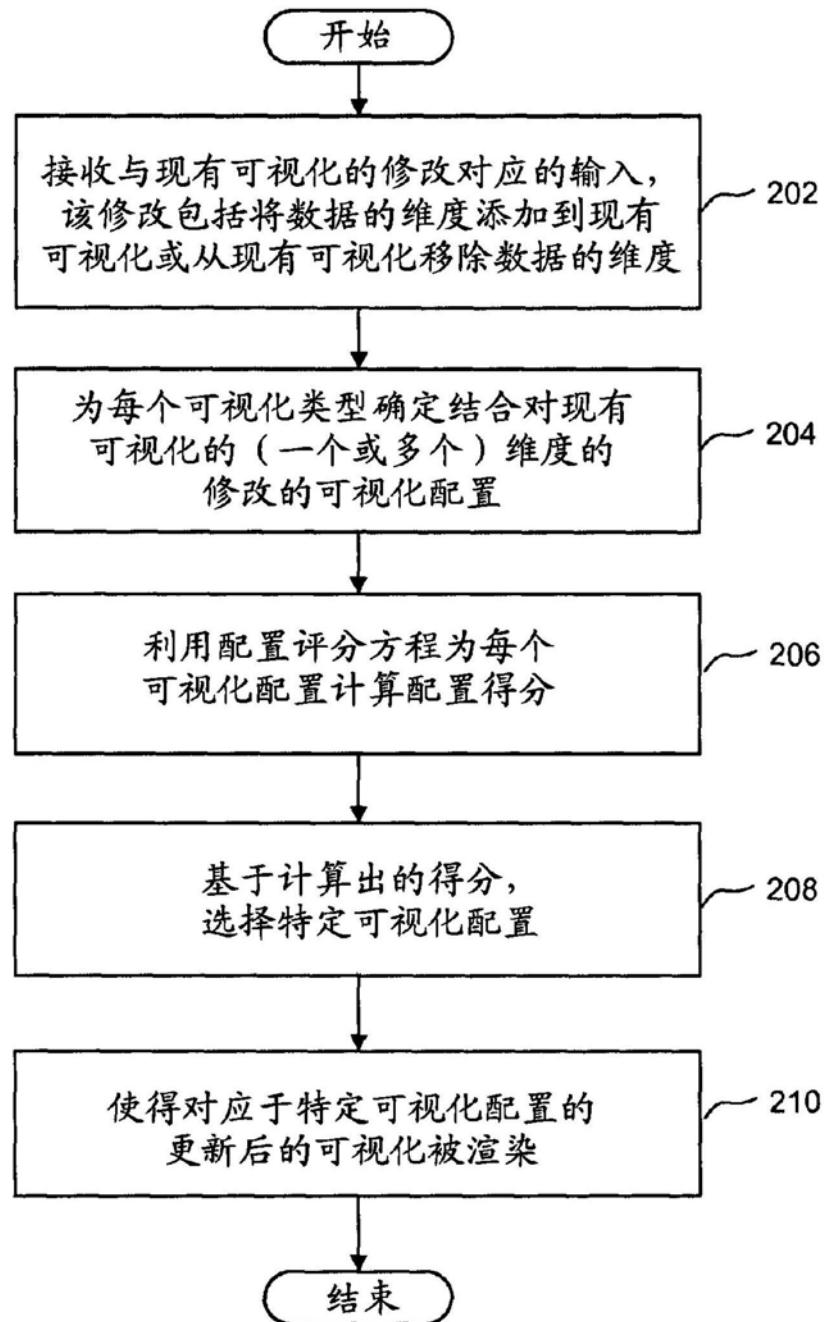 开始
接收与现有可视化的修改对应的输入，
该修改包括将数据的维度添加到现有
可视化或从现有可视化移除数据的维度
202
为每个可视化类型确定结合对现有
可视化的（一个或多个）维度的
修改的可视化配置
204
利用配置评分方程为每个
可视化配置计算配置得分
206
基于计算出的得分，
选择特定可视化配置
208
使得对应于特定可视化配置的
更新后的可视化被渲染
210
结束